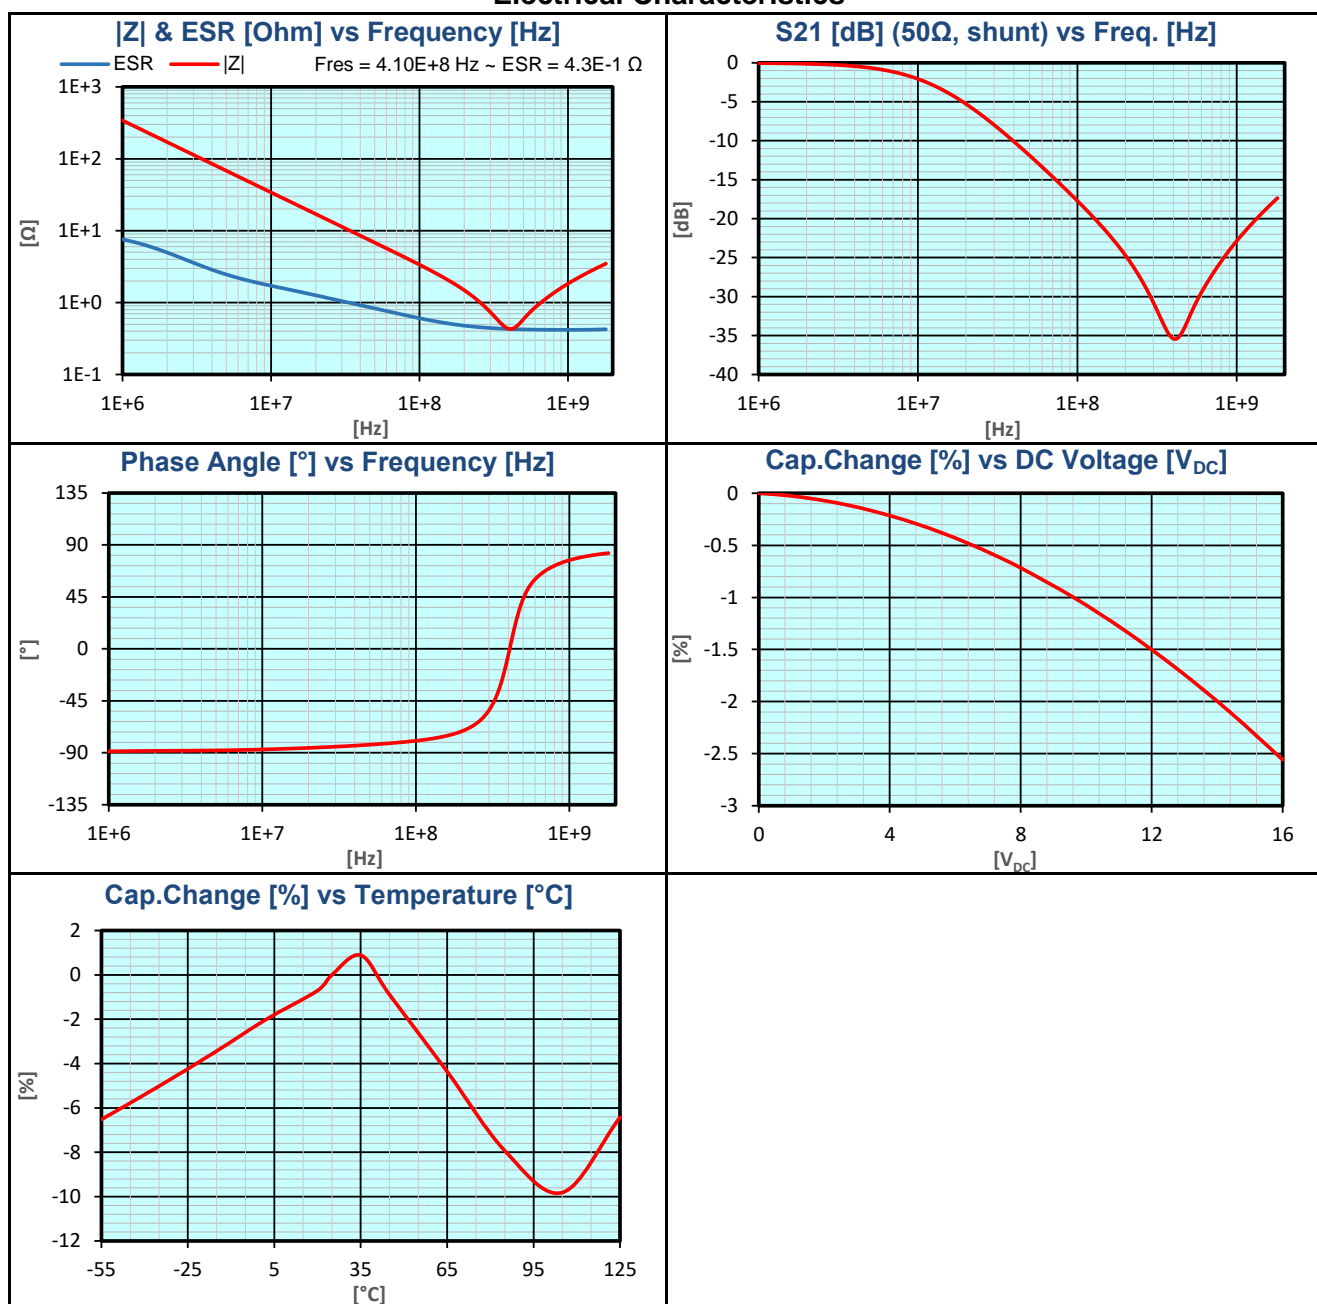 Electrical Characteristics
|Z| & ESR [Ohm] vs Frequency [Hz]
ESR |Z| Fres = 4.10E+8 Hz ~ ESR = 4.3E-1 Ω
1E+3
1E+2
1E+1
1E+0
1E-1
[Ω]
1E+6 1E+7 1E+8 1E+9
[Hz]
S21 [dB] (50Ω, shunt) vs Freq. [Hz]
0
-5
-10
-15
-20
-25
-30
-35
-40
[dB]
1E+6 1E+7 1E+8 1E+9
[Hz]
Phase Angle [°] vs Frequency [Hz]
135
90
45
0
-45
-90
-135
[°]
1E+6 1E+7 1E+8 1E+9
[Hz]
Cap.Change [%] vs DC Voltage [VDC]
0
-0.5
-1
-1.5
-2
-2.5
-3
[%]
0 4 8 12 16
[VDC]
Cap.Change [%] vs Temperature [°C]
2
0
-2
-4
-6
-8
-10
-12
[%]
-55 -25 5 35 65 95 125
[°C]